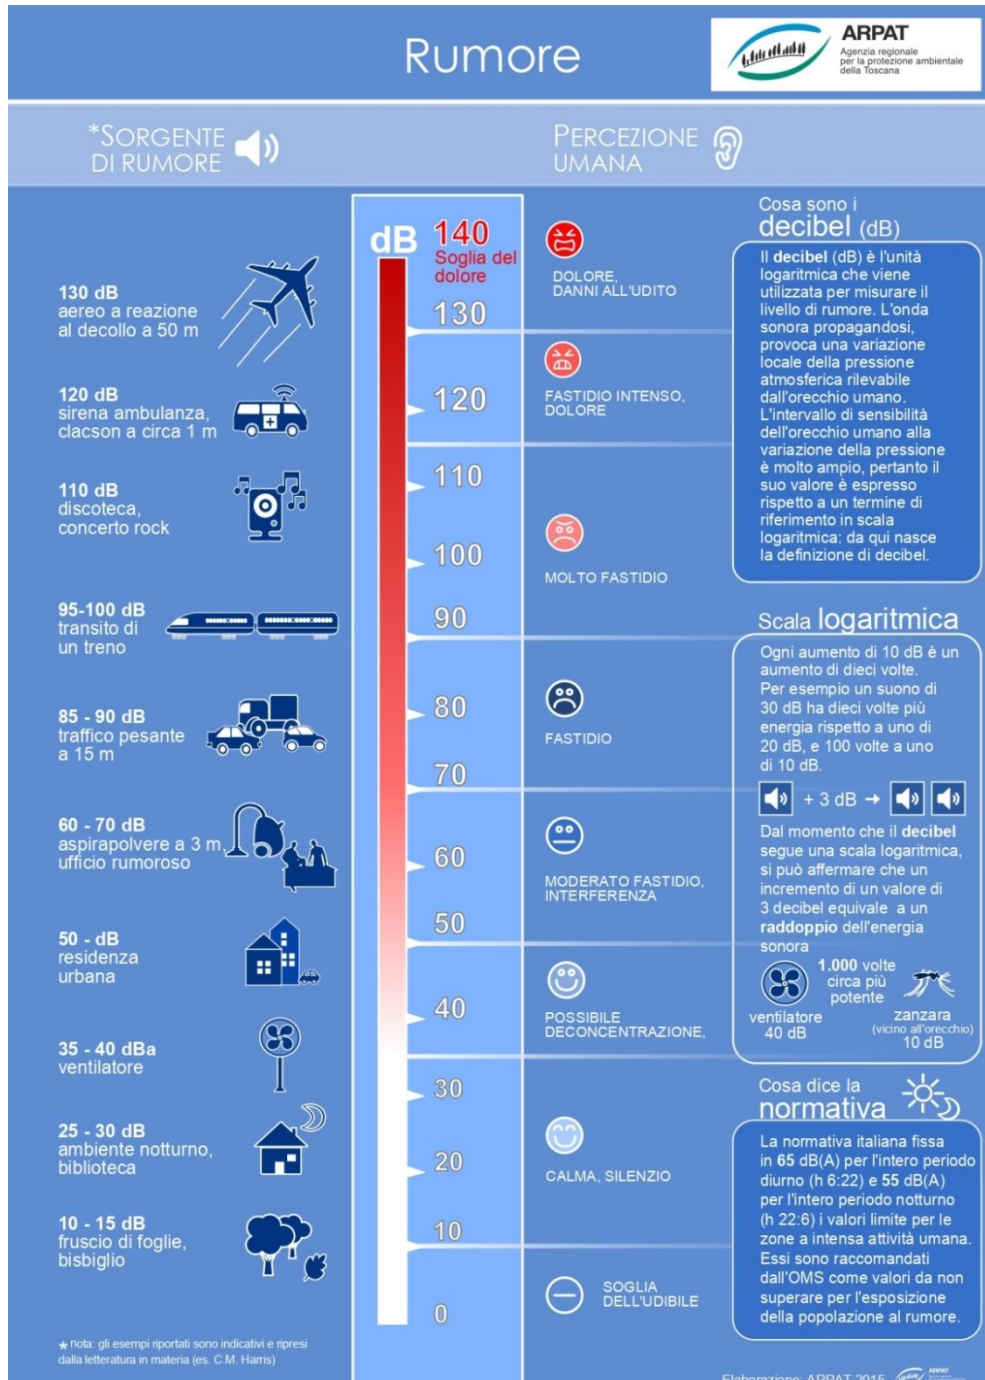 Rumore
ARPAT
Agenzia regionale
per la protezione ambientale
della Toscana
*SORGENTE
DI RUMORE
PERCEZIONE
UMANA
130 dB
aereo a reazione
al decollo a 50 m
120 dB
sirena ambulanza,
clacson a circa 1 m
110 dB
discoteca,
concerto rock
95-100 dB
transito di
un treno
85 - 90 dB
traffico pesante
a 15 m
60 - 70 dB
aspirapolvere a 3 m,
ufficio rumoroso
50 - dB
residenza
urbana
35 - 40 dBa
ventilatore
25 - 30 dB
ambiente notturno,
biblioteca
10 - 15 dB
fruscio di foglie,
bisbiglio
* nota: gli esempi riportati sono indicativi e ripresi
dalla letteratura in materia (es. C.M. Harris)
dB
140
Soglia del
dolore
130
120
110
100
90
80
70
60
50
40
30
20
10
0
DOLORE,
DANNI ALL'UDITO
FASTIDIO INTENSO,
DOLORE
MOLTO FASTIDIO
FASTIDIO
MODERATO FASTIDIO,
INTERFERENZA
POSSIBILE
DECONCENTRAZIONE,
CALMA, SILENZIO
SOGLIA
DELL'UDIBILE
Cosa sono i
decibel (dB)
Il decibel (dB) è l'unità
logaritmica che viene
utilizzata per misurare il
livello di rumore. L'onda
sonora propagandosi,
provoca una variazione
locale della pressione
atmosferica rilevabile
dall'orecchio umano.
L'intervallo di sensibilità
dell'orecchio umano alla
variazione della pressione
è molto ampio, pertanto il
suo valore è espresso
rispetto a un termine di
riferimento in scala
logaritmica: da qui nasce
la definizione di decibel.
Scala logaritmica
Ogni aumento di 10 dB è un
aumento di dieci volte.
Per esempio un suono di
30 dB ha dieci volte più
energia rispetto a uno di
20 dB, e 100 volte a uno
di 10 dB.
+ 3 dB →
Dal momento che il decibel
segue una scala logaritmica,
si può affermare che un
incremento di un valore di
3 decibel equivale a un
raddoppio dell'energia
sonora
1.000 volte
circa più
potente
ventilatore
40 dB
zanzara
(vicino all'orecchio)
10 dB
Cosa dice la
normativa
La normativa italiana fissa
in 65 dB(A) per l'intero periodo
diurno (h 6:22) e 55 dB(A)
per l'intero periodo notturno
(h 22:6) i valori limite per le
zone a intensa attività umana.
Essi sono raccomandati
dall'OMS come valori da non
superare per l'esposizione
della popolazione al rumore.
Elaborazione: ARPAT 2015
ARPAT